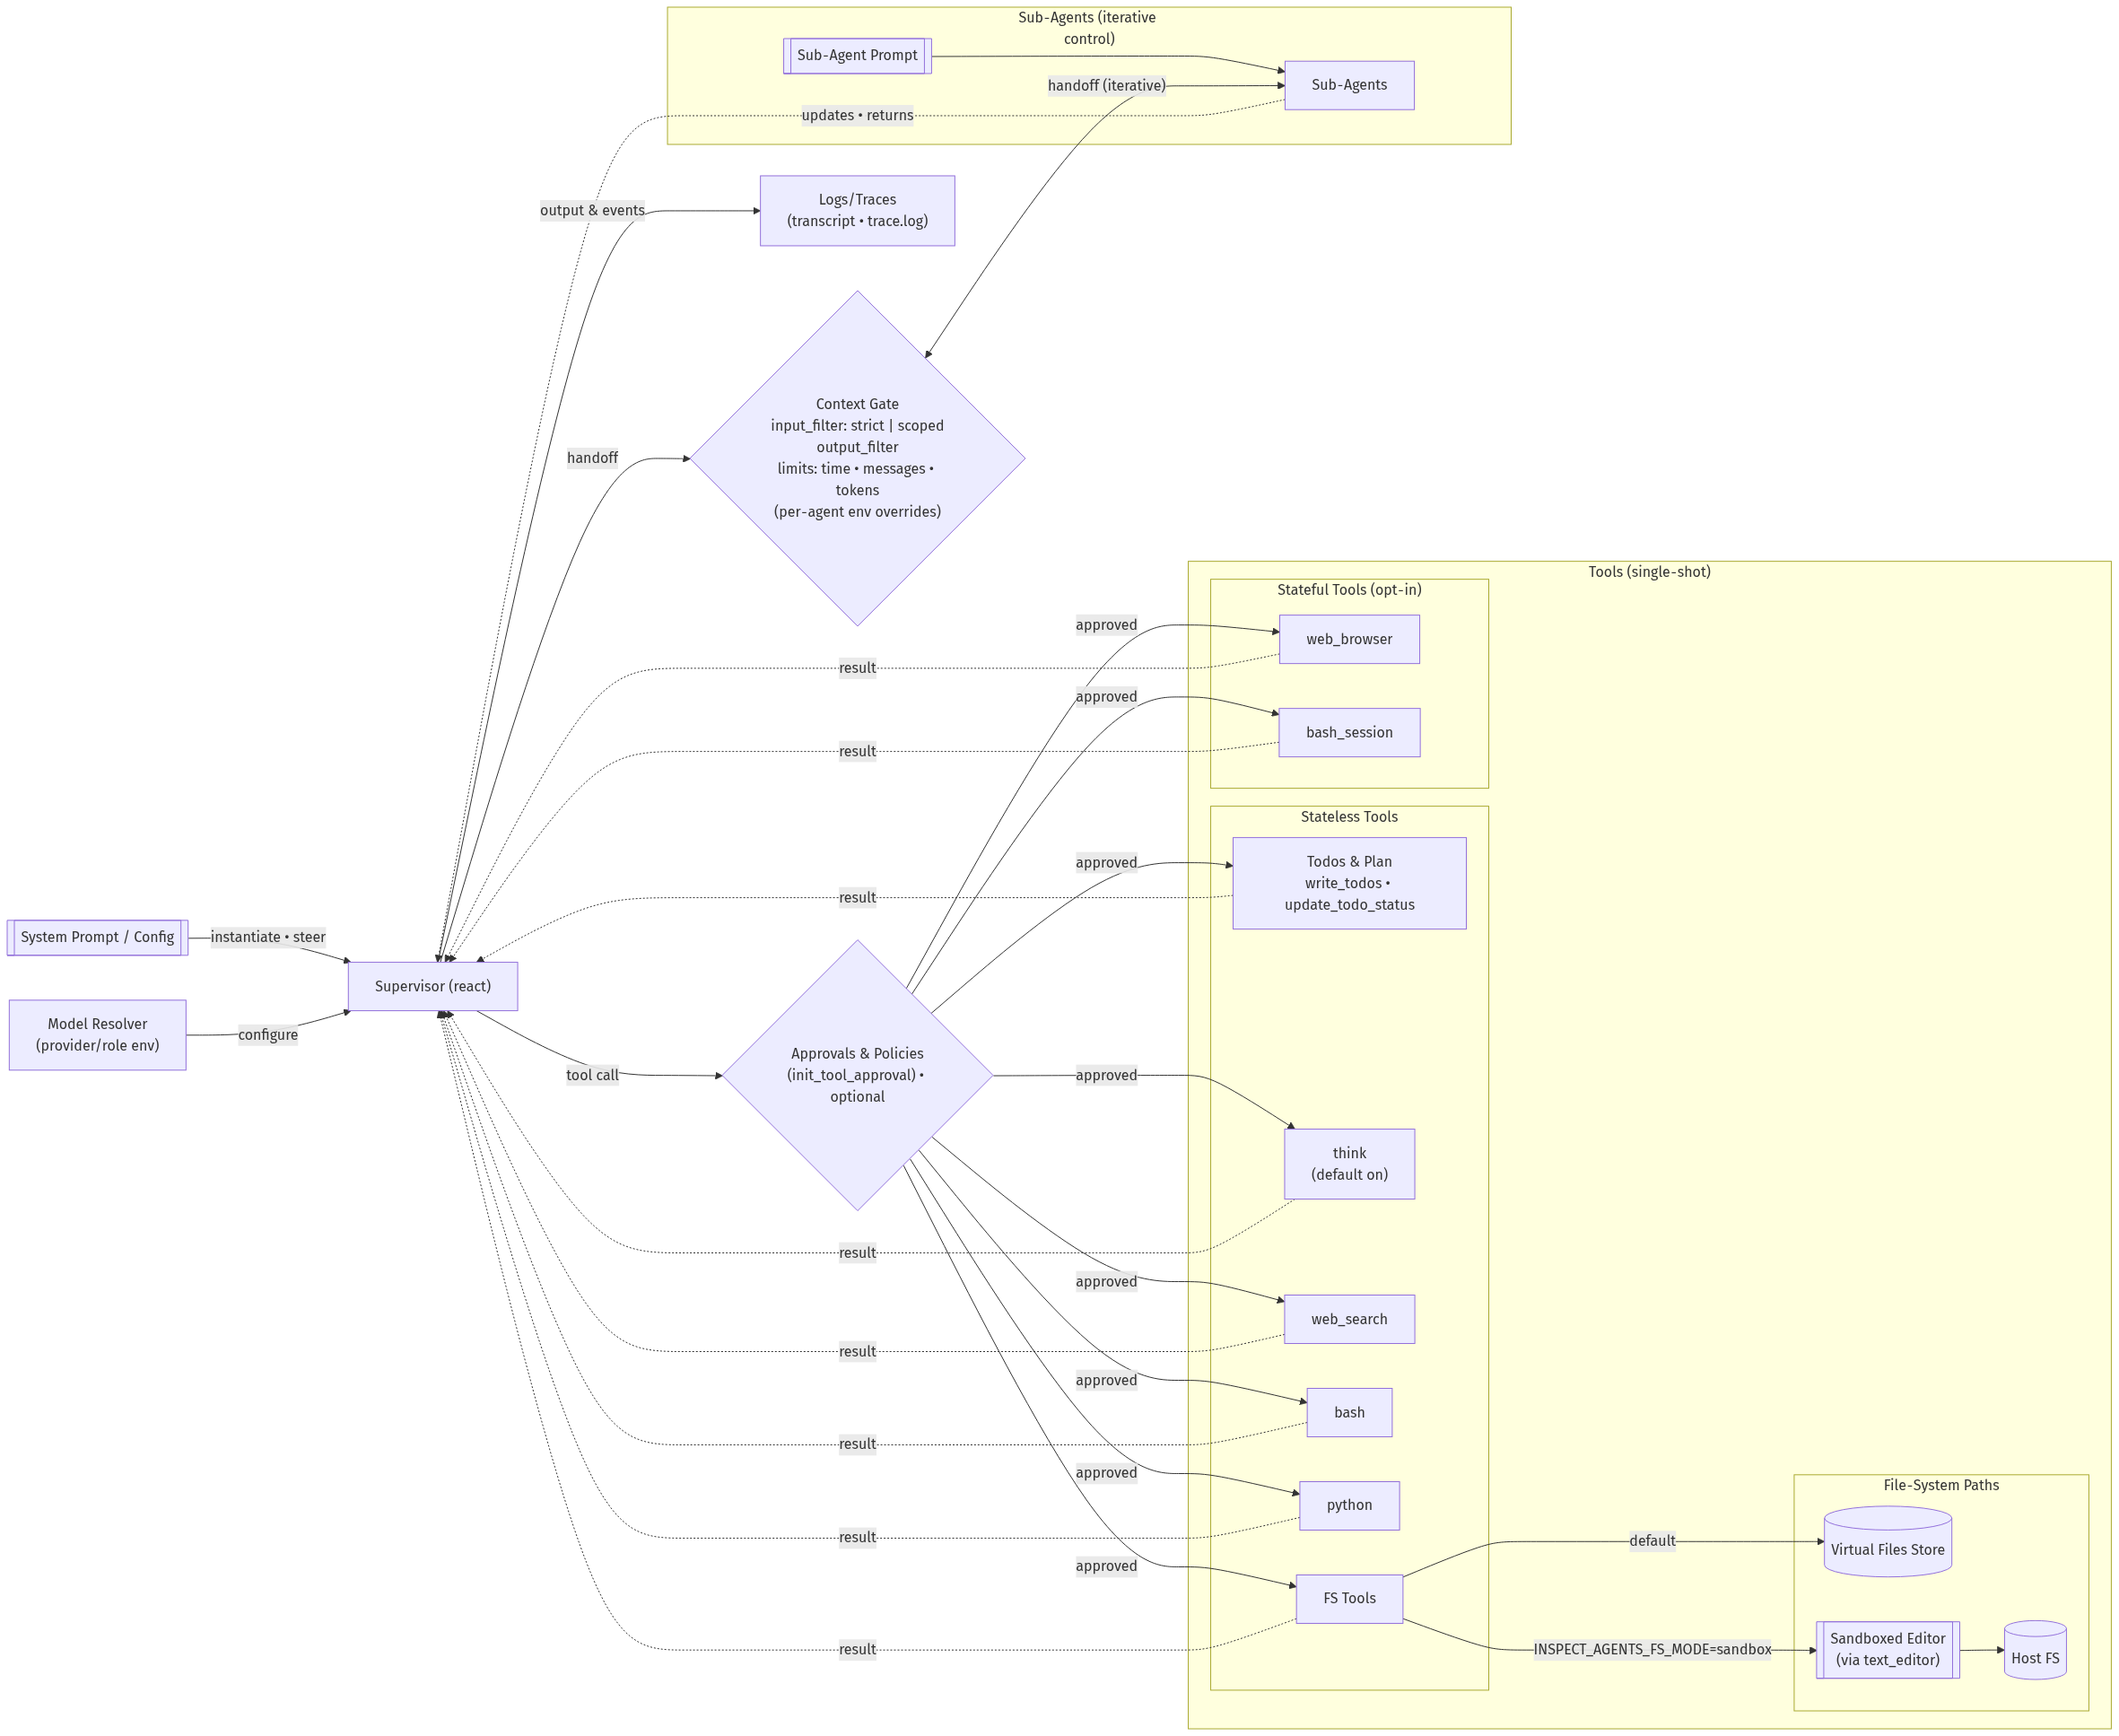 Sub-Agents (iterative
control)
Sub-Agent Prompt
handoff (iterative)
Sub-Agents
updates • returns
output & events
Logs/Traces
(transcript • trace.log)
handoff
Context Gate
input_filter: strict | scoped
output_filter
limits: time • messages •
tokens
(per-agent env overrides)
Tools (single-shot)
Stateful Tools (opt-in)
approved
web_browser
result
approved
bash_session
result
Stateless Tools
approved
Todos & Plan
write_todos •
update_todo_status
result
System Prompt / Config
instantiate • steer
Supervisor (react)
Model Resolver
(provider/role env)
configure
tool call
Approvals & Policies
(init_tool_approval) •
optional
approved
think
(default on)
result
approved
web_search
result
approved
bash
result
approved
python
result
approved
FS Tools
result
File-System Paths
default
Virtual Files Store
INSPECT_AGENTS_FS_MODE=sandbox
Sandboxed Editor
(via text_editor)
Host FS